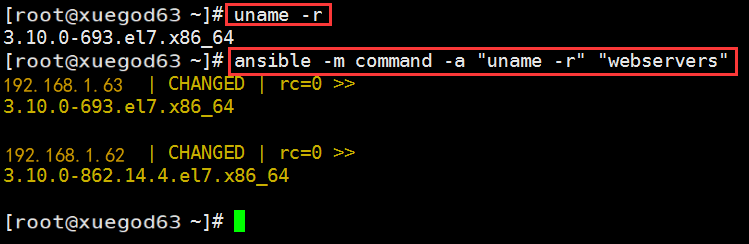 [root@xuegod63 ~]# uname -r
3.10.0-693.el7.x86_64
[root@xuegod63 ~]# ansible -m command -a "uname -r" "webservers"
192.168.1.63 | CHANGED | rc=0 >>
3.10.0-693.el7.x86_64
192.168.1.62 | CHANGED | rc=0 >>
3.10.0-862.14.4.el7.x86_64
[root@xuegod63 ~]#